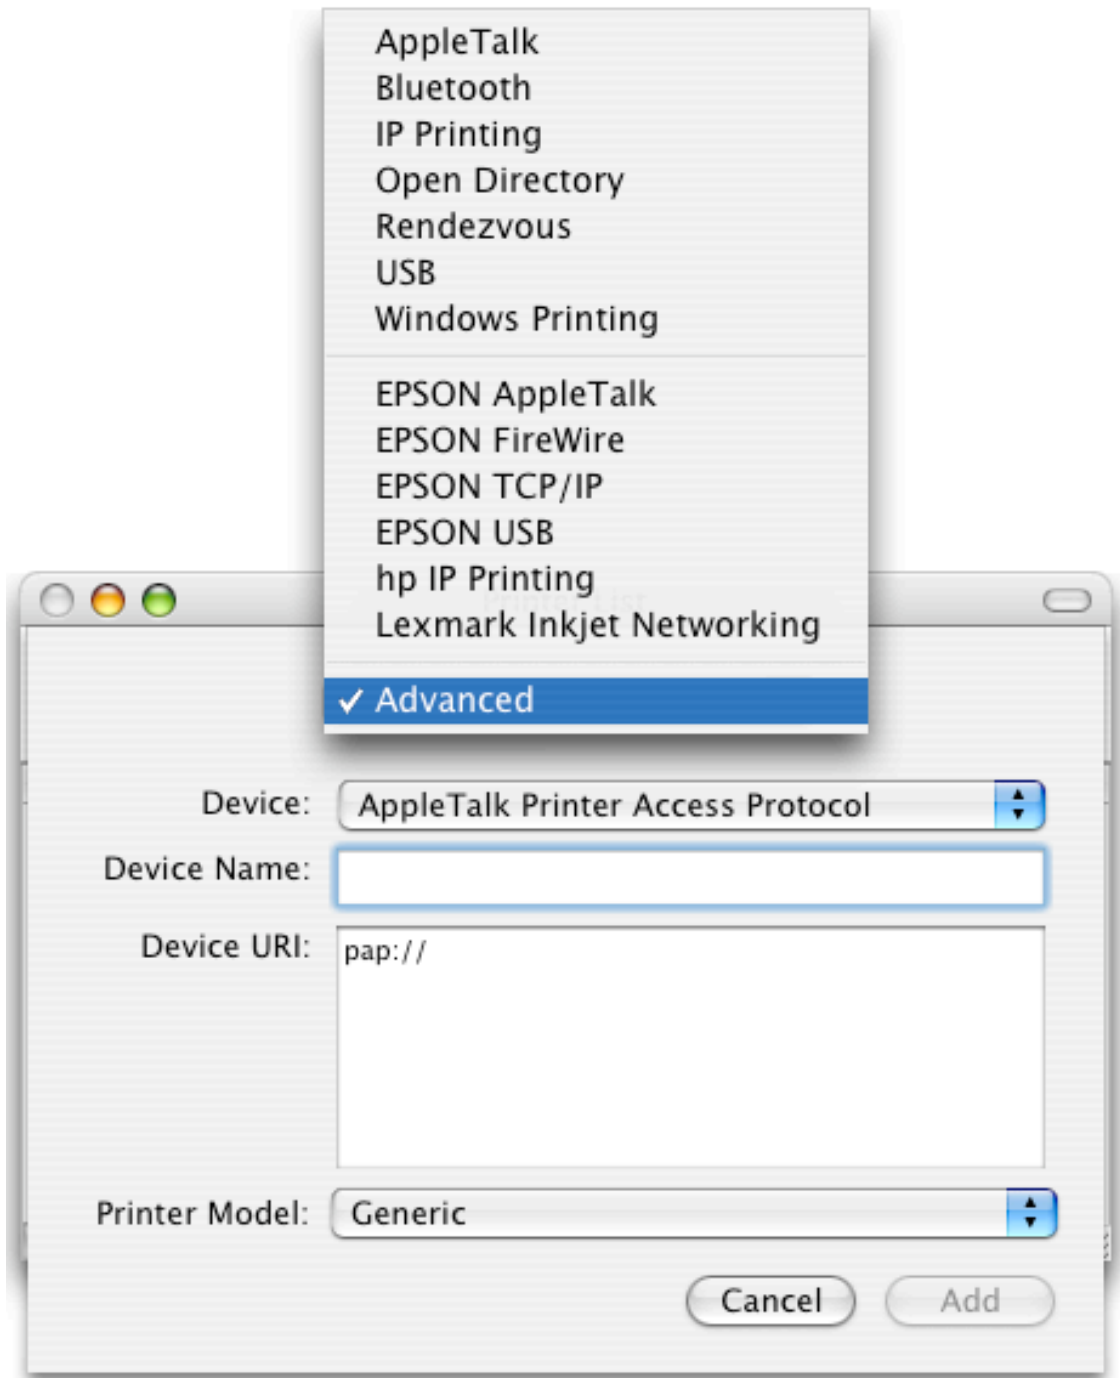 AppleTalk
Bluetooth
IP Printing
Open Directory
Rendezvous
USB
Windows Printing
EPSON AppleTalk
EPSON FireWire
EPSON TCP/IP
EPSON USB
hp IP Printing
Printer List
Lexmark Inkjet Networking
✓ Advanced
Device: AppleTalk Printer Access Protocol
Device Name:
Device URI: pap://
Printer Model: Generic
Cancel Add